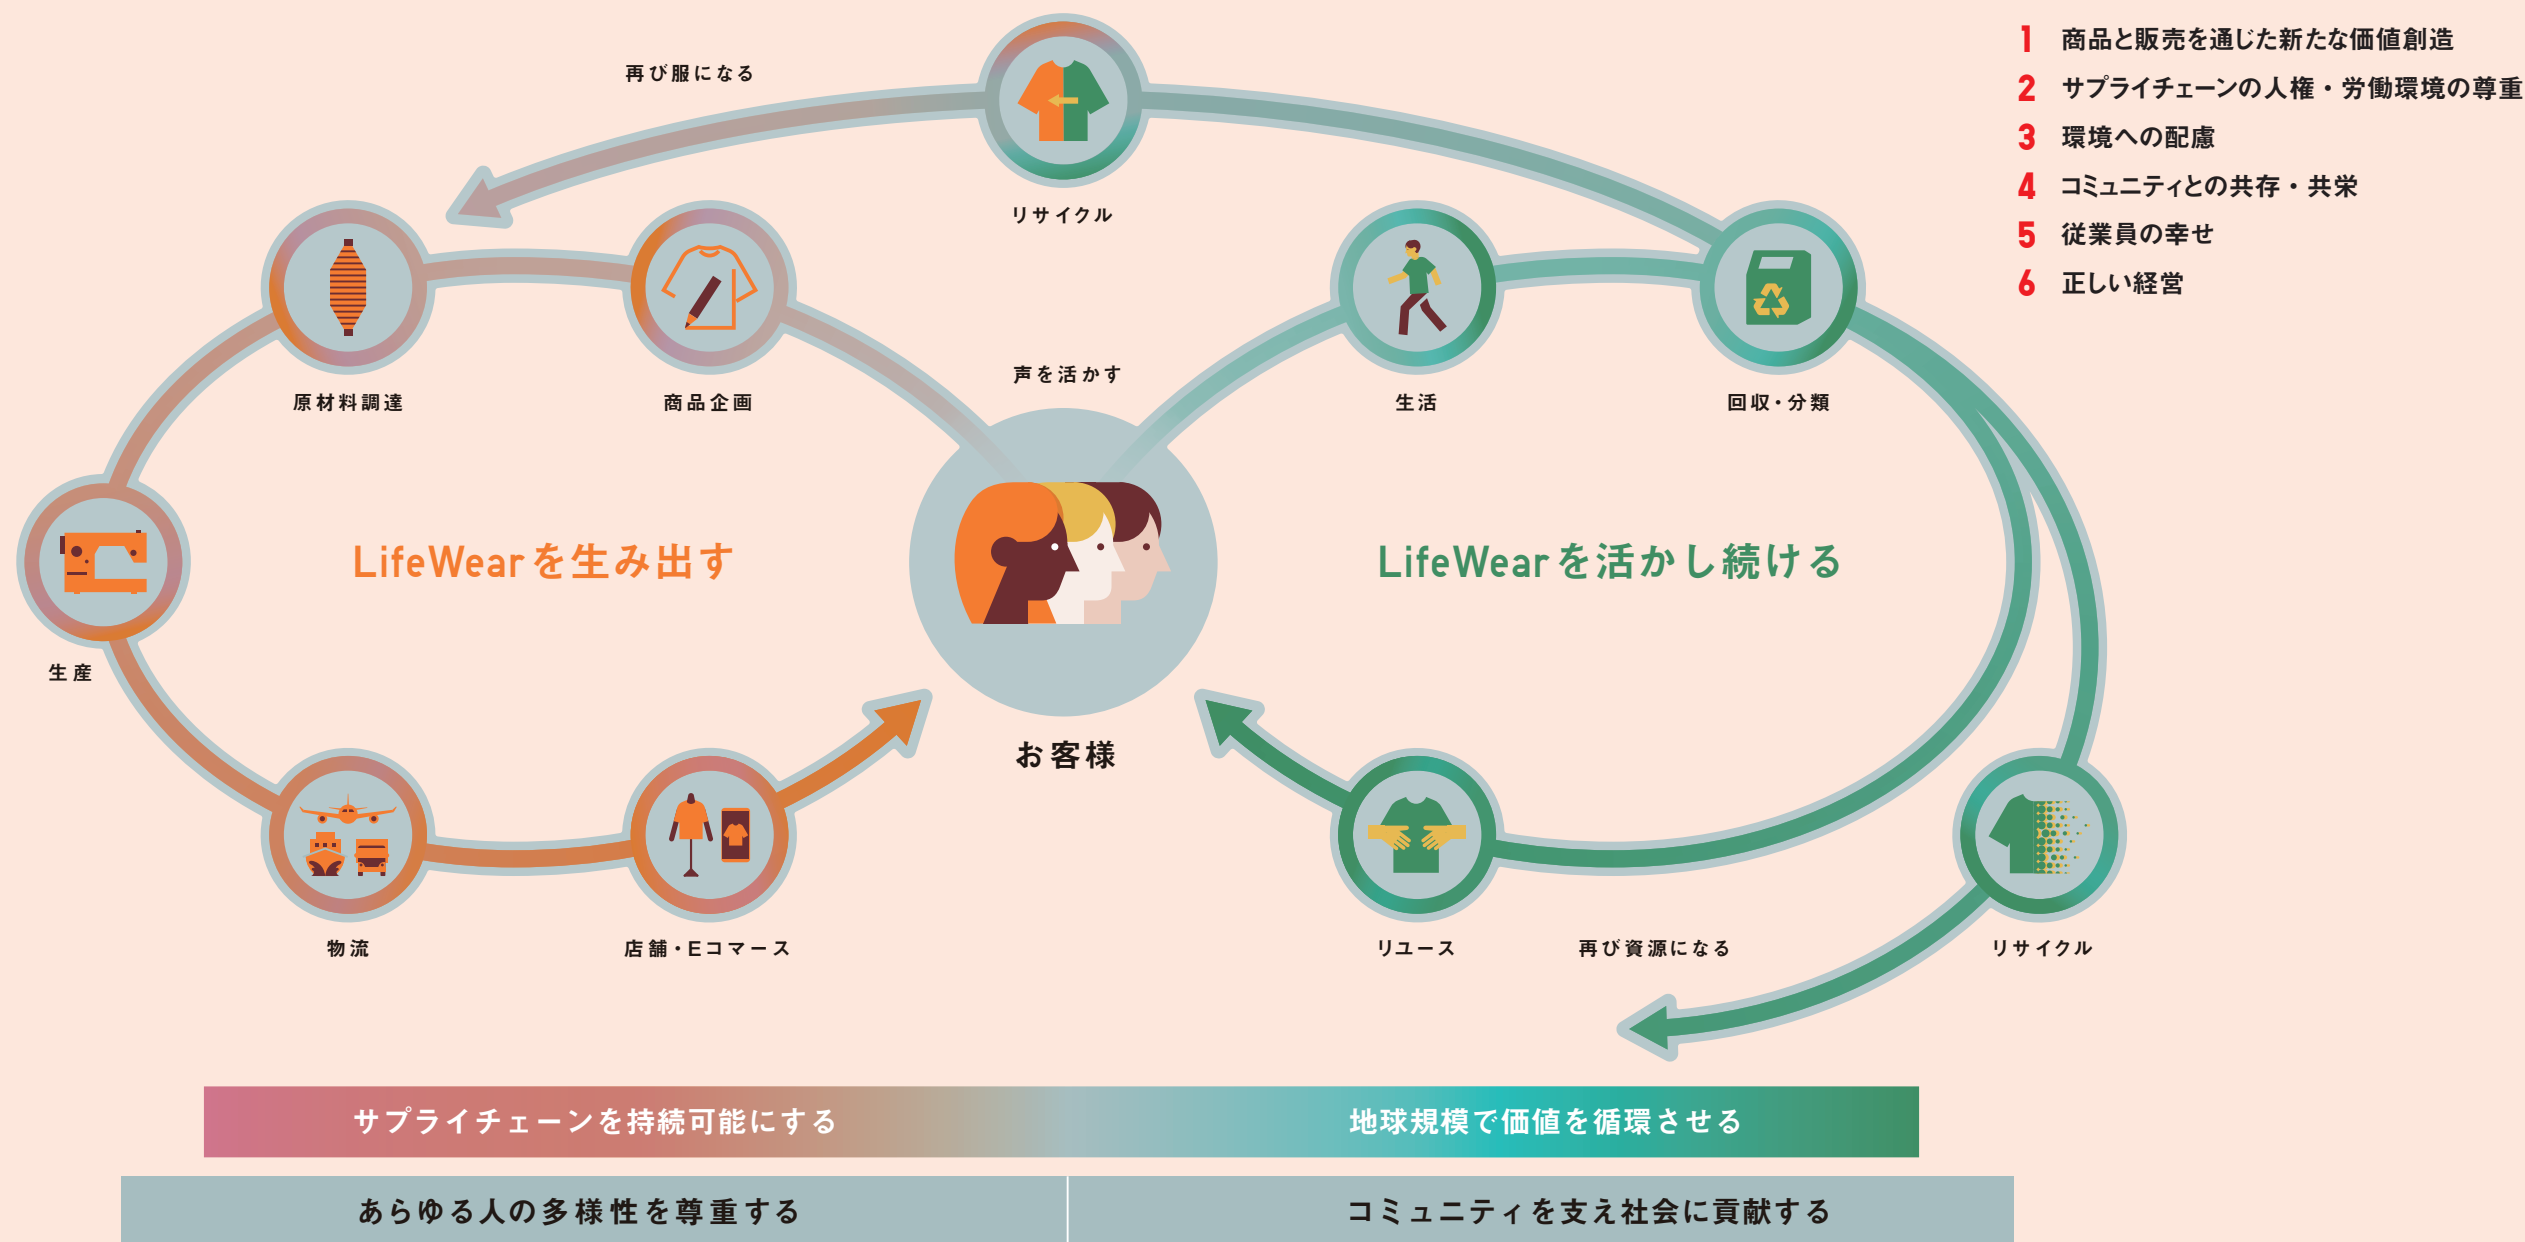 1 商品と販売を通じた新たな価値創造
2 サプライチェーンの人権・労働環境の尊重
3 環境への配慮
4 コミュニティとの共存・共栄
5 従業員の幸せ
6 正しい経営
再び服になる
リサイクル
声を活かす
原材料調達
商品企画
生活
回収・分類
LifeWearを生み出す
LifeWearを活かし続ける
生産
お客様
物流
店舗・Eコマース
リユース
再び資源になる
リサイクル
サプライチェーンを持続可能にする
地球規模で価値を循環させる
あらゆる人の多様性を尊重する
コミュニティを支え社会に貢献する